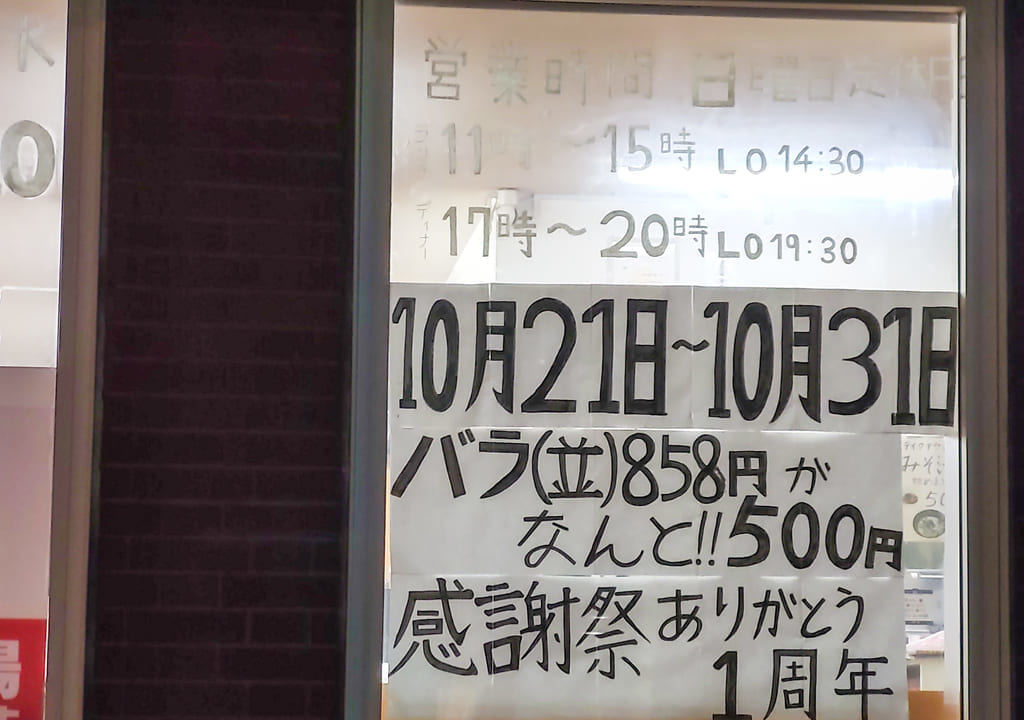 営業時間 日曜日定休日
11時～15時 LO 14:30
ディナー 17時～20時 LO 19:30
10月21日～10月31日
バラ(並)858円が
なんと!!500円
感謝祭ありがとう
1周年